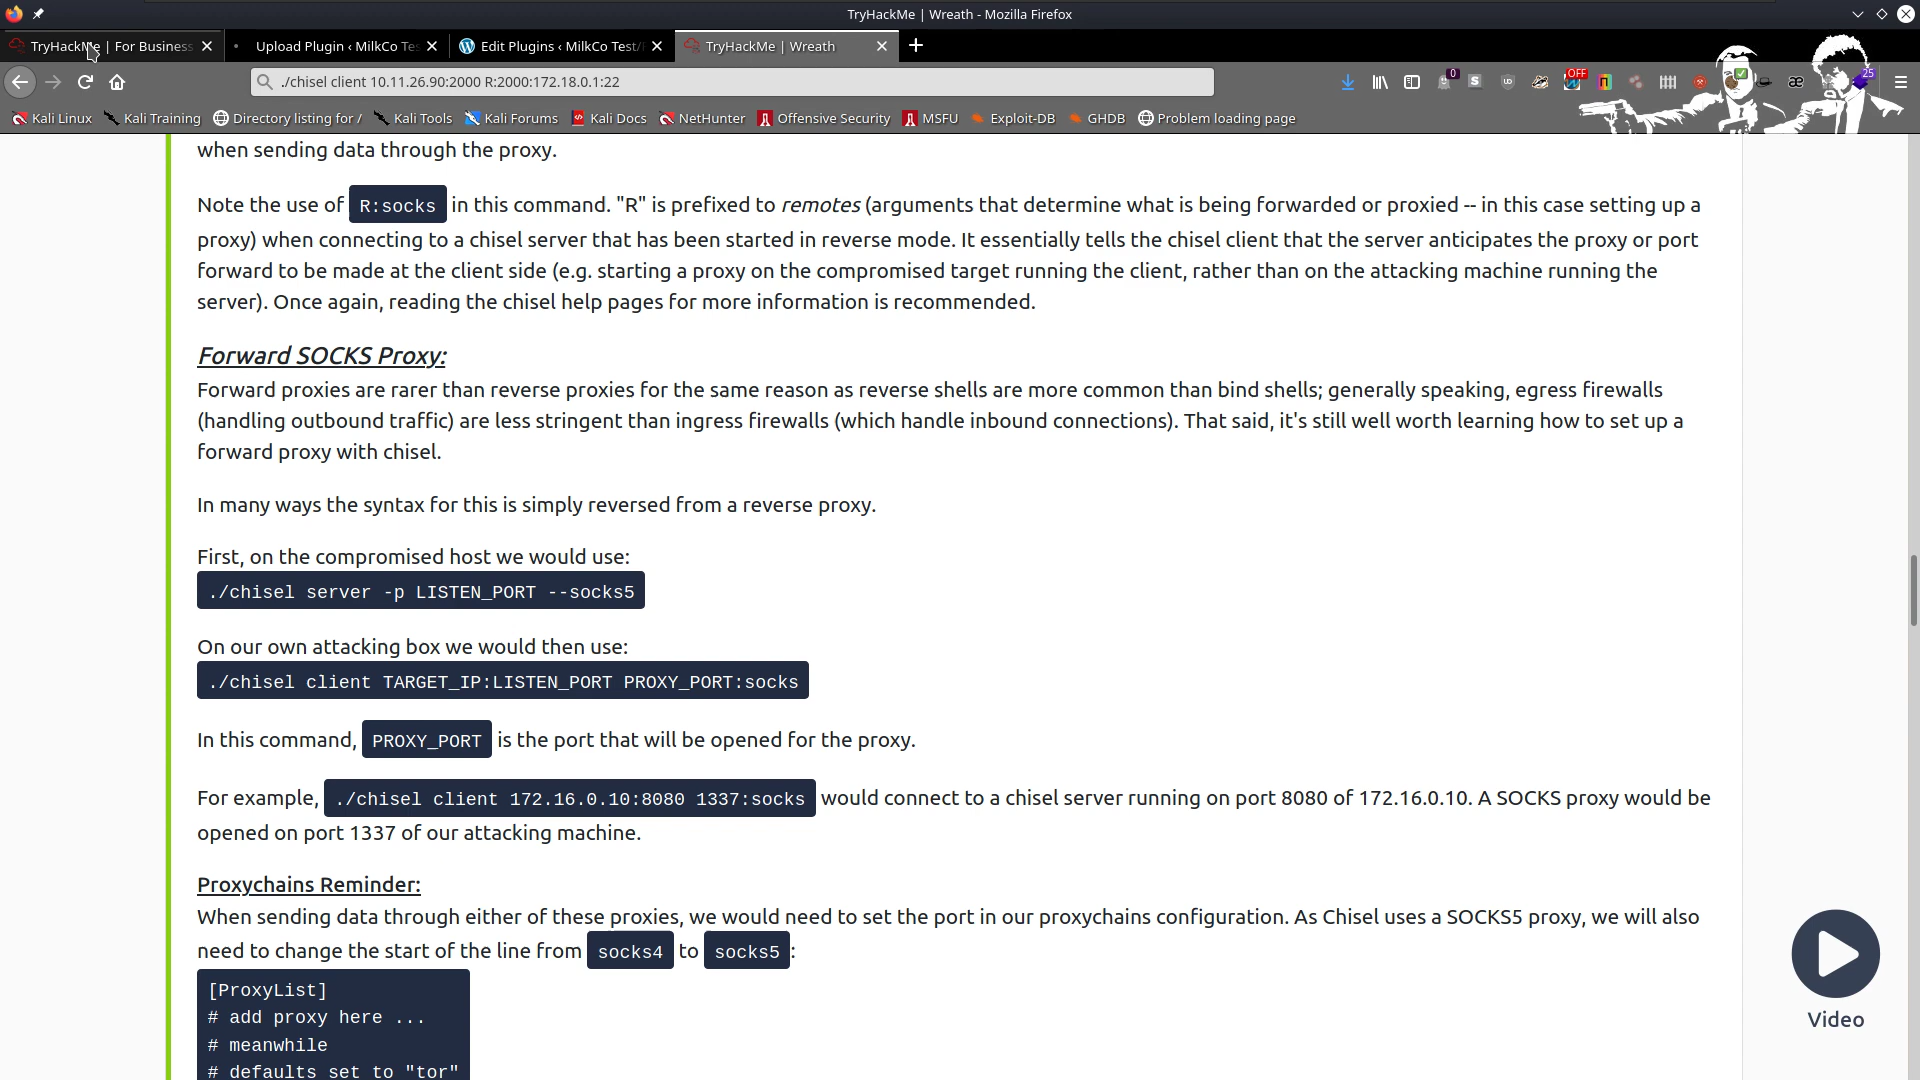 TryHackMe | Wreath - Mozilla Firefox
TryHackMe | For Business
Upload Plugin ‹ MilkCo Tes
Edit Plugins ‹ MilkCo Test/
TryHackMe | Wreath
./chisel client 10.11.26.90:2000 R:2000:172.18.0.1:22
0
OFF
25
Kali Linux
Kali Training
Directory listing for /
Kali Tools
Kali Forums
Kali Docs
NetHunter
Offensive Security
MSFU
Exploit-DB
GHDB
Problem loading page
when sending data through the proxy.
Note the use of R:socks in this command. "R" is prefixed to remotes (arguments that determine what is being forwarded or proxied -- in this case setting up a
proxy) when connecting to a chisel server that has been started in reverse mode. It essentially tells the chisel client that the server anticipates the proxy or port
forward to be made at the client side (e.g. starting a proxy on the compromised target running the client, rather than on the attacking machine running the
server). Once again, reading the chisel help pages for more information is recommended.
Forward SOCKS Proxy:
Forward proxies are rarer than reverse proxies for the same reason as reverse shells are more common than bind shells; generally speaking, egress firewalls
(handling outbound traffic) are less stringent than ingress firewalls (which handle inbound connections). That said, it's still well worth learning how to set up a
forward proxy with chisel.
In many ways the syntax for this is simply reversed from a reverse proxy.
First, on the compromised host we would use:
./chisel server -p LISTEN_PORT --socks5
On our own attacking box we would then use:
./chisel client TARGET_IP:LISTEN_PORT PROXY_PORT:socks
In this command, PROXY_PORT is the port that will be opened for the proxy.
For example, ./chisel client 172.16.0.10:8080 1337:socks would connect to a chisel server running on port 8080 of 172.16.0.10. A SOCKS proxy would be
opened on port 1337 of our attacking machine.
Proxychains Reminder:
When sending data through either of these proxies, we would need to set the port in our proxychains configuration. As Chisel uses a SOCKS5 proxy, we will also
need to change the start of the line from socks4 to socks5:
[ProxyList]
# add proxy here ...
# meanwhile
# defaults set to "tor"
Video